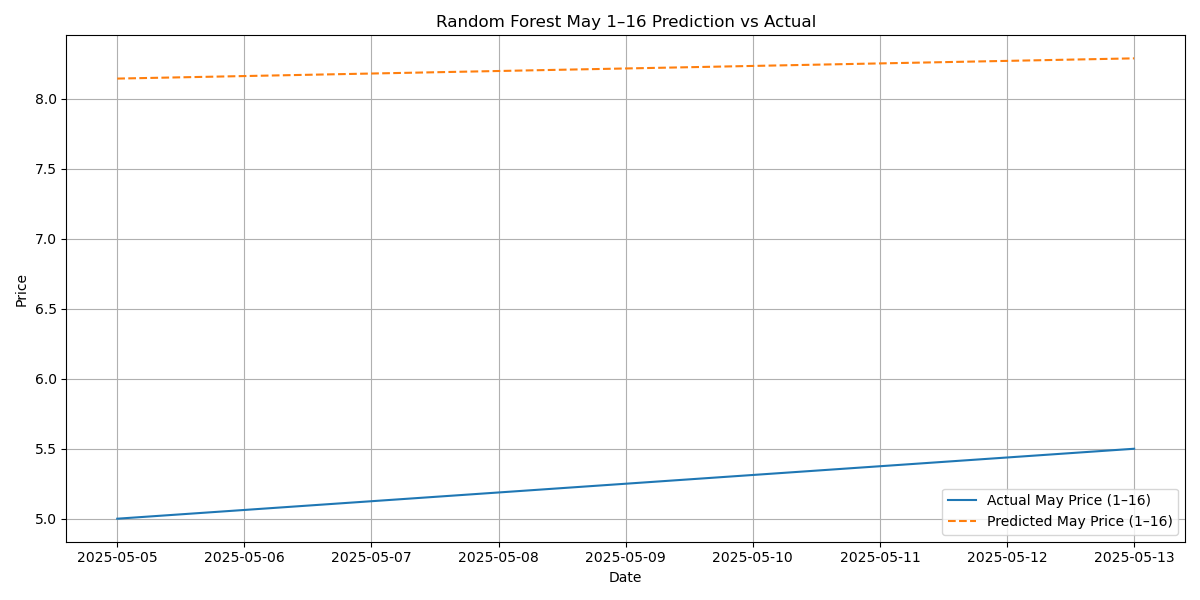 Random Forest May 1–16 Prediction vs Actual
Price
8.0
7.5
7.0
6.5
6.0
5.5
5.0
Actual May Price (1–16)
Predicted May Price (1–16)
2025-05-05 2025-05-06 2025-05-07 2025-05-08 2025-05-09 2025-05-10 2025-05-11 2025-05-12 2025-05-13
Date